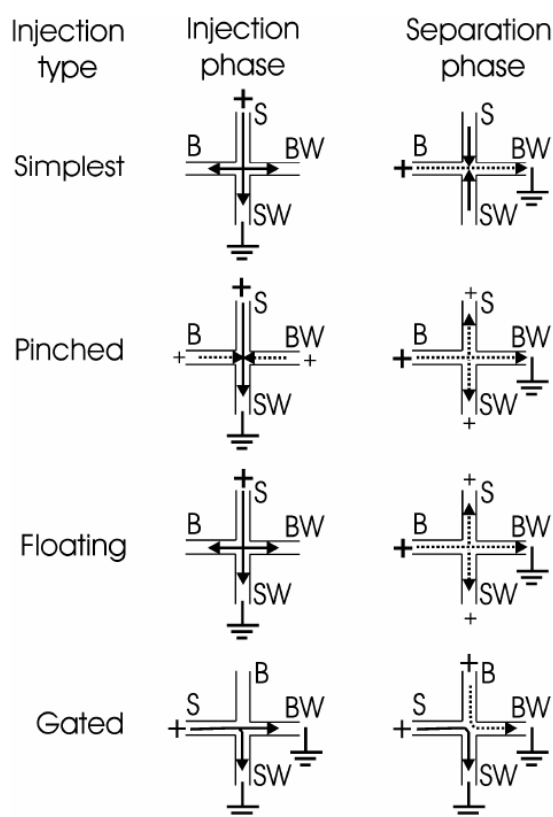 Injection type Injection phase Separation phase
Simplest
+ S
B BW
SW
B BW
+
S
SW
Pinched
+ S
B BW
+ +
SW
+ S
B BW
+
SW
+
Floating
+ S
B BW
SW
+ S
B BW
+
SW
+
Gated
B
S BW
+
SW
+ B
S BW
+
SW